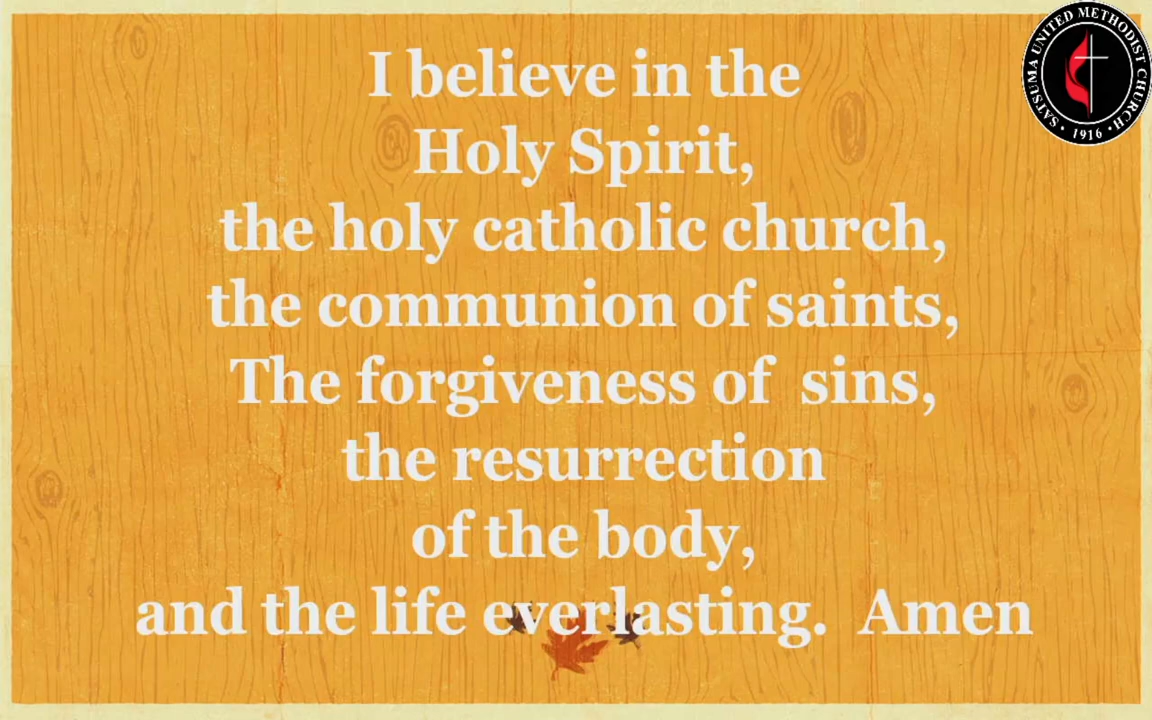 I believe in the
Holy Spirit,
the holy catholic church,
the communion of saints,
The forgiveness of  sins,
the resurrection
of the body,
and the life everlasting.  Amen
SATSUMA UNITED METHODIST CHURCH
• 1916 •